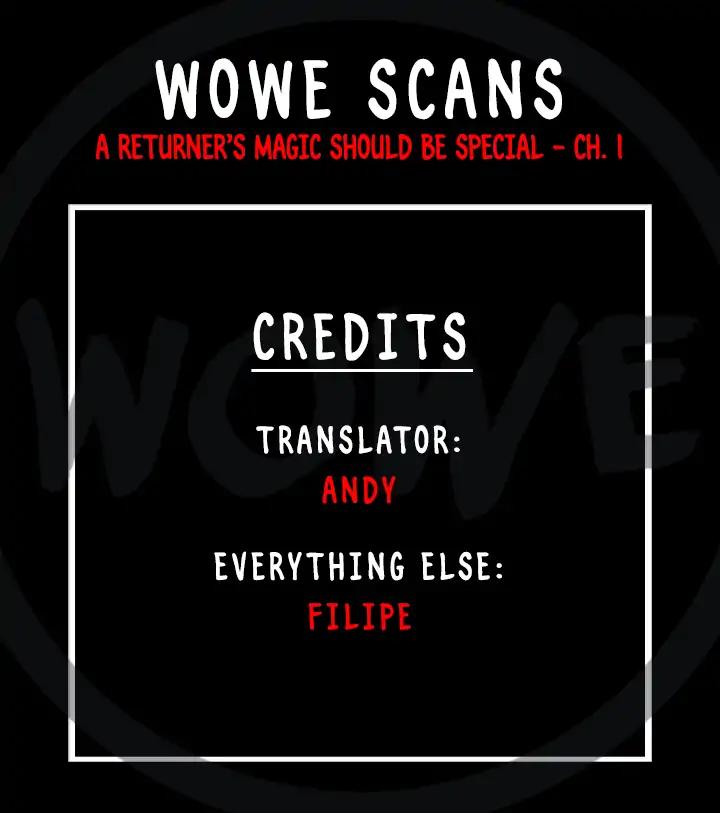 WOWE SCANS
A RETURNER'S MAGIC SHOULD BE SPECIAL - CH. 1
CREDITS
WOWE
TRANSLATOR:
ANDY
EVERYTHING ELSE:
FILIPE